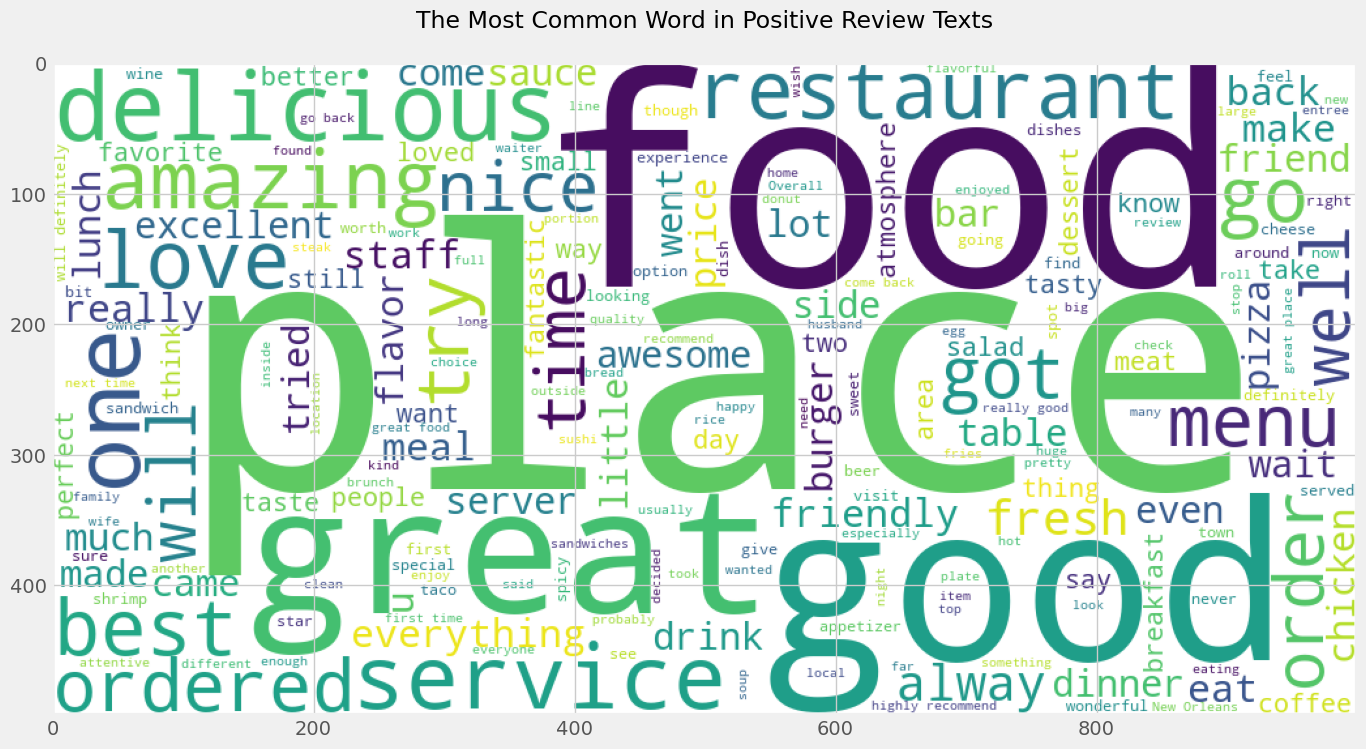 The Most Common Word in Positive Review Texts
0
100
200
300
400
0
200
400
600
800
delicious
wine
better
come
sauce
food
restaurant
wish
flavorful
feel
back
new
large
entree
go back
line
though
dishes
make
will definitely
favorite
found
loved
waiter
small
experience
friend
amazing
nice
lunch
went
price
home
Overall
donut
lot
atmosphere
enjoyed
bar
going
dessert
know
review
go
right
cheese
excellent
worth
work
portion
love
steak
staff
full
fantastic
way
option
dish
around
now
well
still
bit
really
flavor
try
time
looking
quality
come back
find
tasty
big
spot
take
roll
stop
pizza
great place
side
husband
two
owner
one
think
inside
tried
location
long
choice
place
recommend
awesome
bread
outside
egg
salad
got
check
meat
next time
sandwich
want
great food
meal
kind
sushi
little
happy
rice
day
need
burger
sweet
area
really good
table
fries
many
definitely
menu
wait
huge
pretty
perfect
will
family
taste
brunch
people
server
beer
thing
served
wife
much
sure
great
usually
friendly
visit
especially
fresh
hot
even
town
order
chicken
made
another
came
clean
first
special
enjoy
u
taco
said
sandwiches
spicy
decided
give
wanted
took
good
night
plate
item
top
say
look
breakfast
never
shrimp
best
star
first time
everything
everyone
probably
see
drink
appetizer
attentive
different
enough
ordered
service
soup
local
far
alway
something
highly recommend
wonderful
dinner
New Orleans
eating
eat
coffee